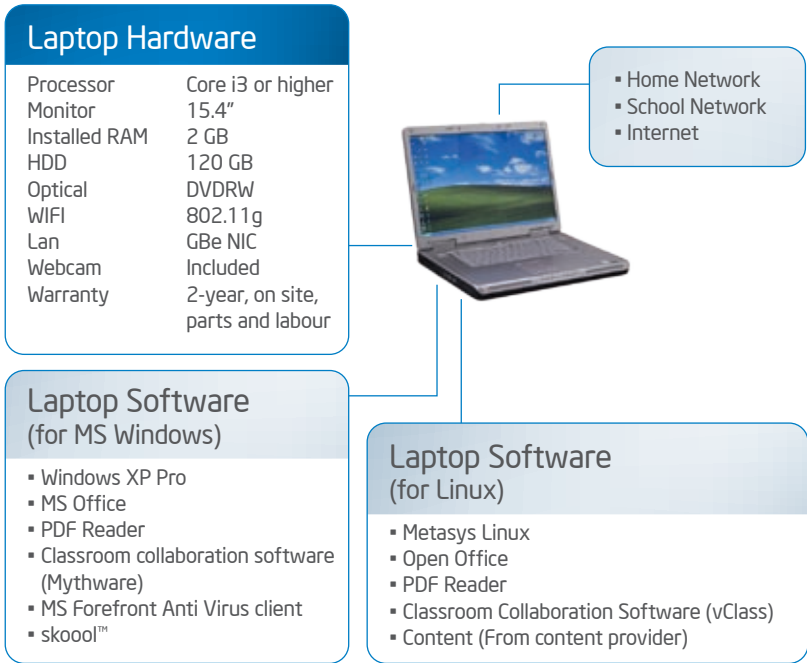 Laptop Hardware
Processor Core i3 or higher
Monitor 15.4”
Installed RAM 2 GB
HDD 120 GB
Optical DVDRW
WIFI 802.11g
Lan GBe NIC
Webcam Included
Warranty 2-year, on site,
parts and labour
▪ Home Network
▪ School Network
▪ Internet
Laptop Software
(for MS Windows)
▪ Windows XP Pro
▪ MS Office
▪ PDF Reader
▪ Classroom collaboration software
(Mythware)
▪ MS Forefront Anti Virus client
▪ skoool™
Laptop Software
(for Linux)
▪ Metasys Linux
▪ Open Office
▪ PDF Reader
▪ Classroom Collaboration Software (vClass)
▪ Content (From content provider)